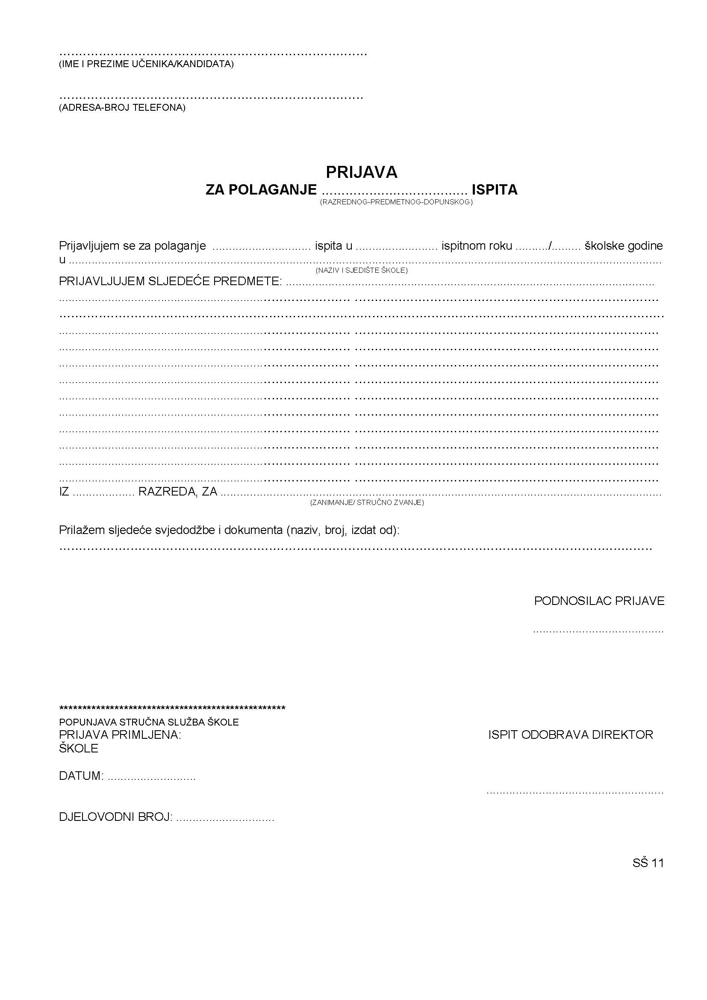 ........................................................................
(IME I PREZIME UČENIKA/KANDIDATA)
.......................................................................
(ADRESA-BROJ TELEFONA)
PRIJAVA
ZA POLAGANJE .................................... ISPITA
(RAZREDNOG-PREDMETNOG-DOPUNSKOG)
Prijavljujem se za polaganje .............................. ispita u ......................... ispitnom roku ........../......... školske godine
u ....................................................................................
(NAZIV I SJEDIŠTE ŠKOLE)
PRIJAVLJUJEM SLJEDEĆE PREDMETE: ................................................................
IZ ................... RAZREDA, ZA ................................................................
(ZANIMANJE/ STRUČNO ZVANJE)
Prilažem sljedeće svjedodžbe i dokumenta (naziv, broj, izdat od):
....................................................................................
PODNOSILAC PRIJAVE
........................................
*************************************************
POPUNJAVA STRUČNA SLUŽBA ŠKOLE
PRIJAVA PRIMLJENA: ISPIT ODOBRAVA DIREKTOR
ŠKOLE
DATUM: ...........................
......................................................
DJELOVODNI BROJ: ..............................
SŠ 11